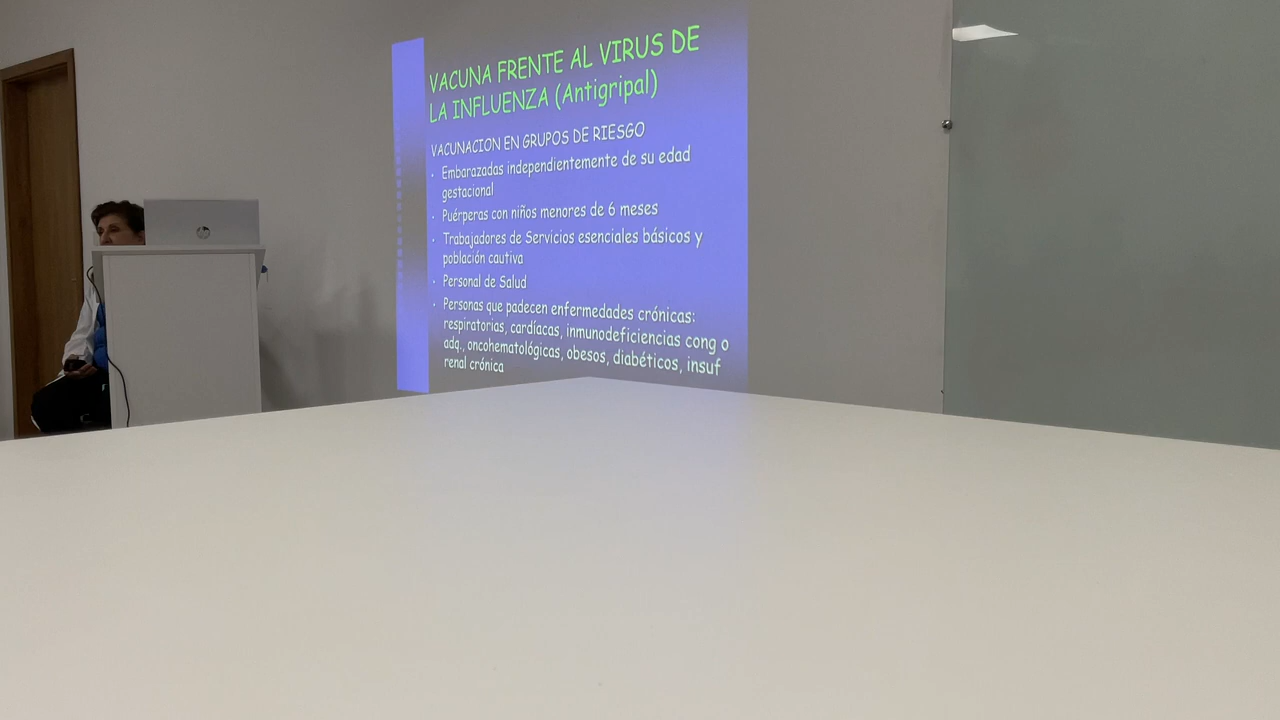 VACUNA FRENTE AL VIRUS DE
LA INFLUENZA (Antigripal)
VACUNACION EN GRUPOS DE RIESGO
· Embarazadas independientemente de su edad
gestacional
· Puérperas con niños menores de 6 meses
· Trabajadores de Servicios esenciales básicos y
población cautiva
· Personal de Salud
· Personas que padecen enfermedades crónicas:
respiratorias, cardíacas, inmunodeficiencias cong o
adq., oncohematológicas, obesos, diabéticos, insuf
renal crónica